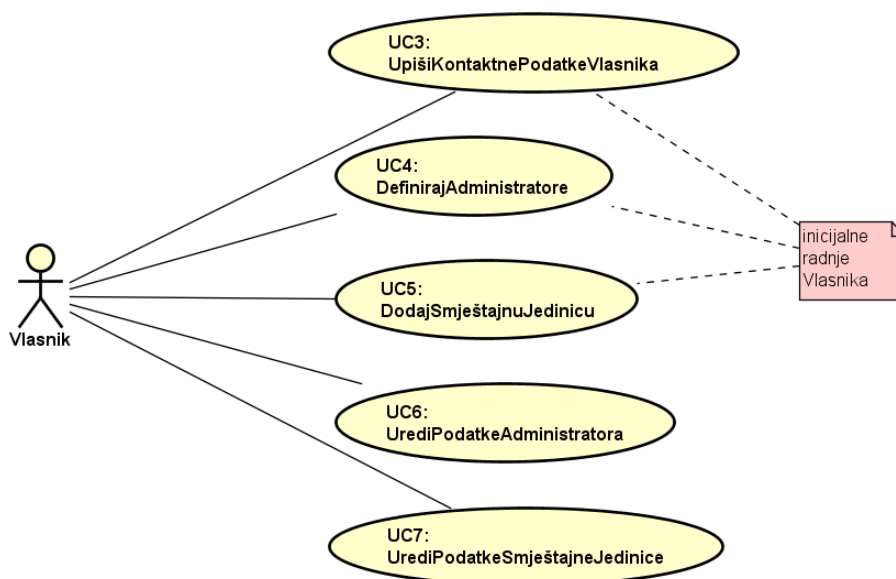 UC3:
UpišiKontaktnePodatkeVlasnika
UC4:
DefinirajAdministratore
inicijalne
radnje
Vlasnika
UC5:
DodajSmještajnuJedinicu
Vlasnik
UC6:
UrediPodatkeAdministratora
UC7:
UrediPodatkeSmještajneJedinice